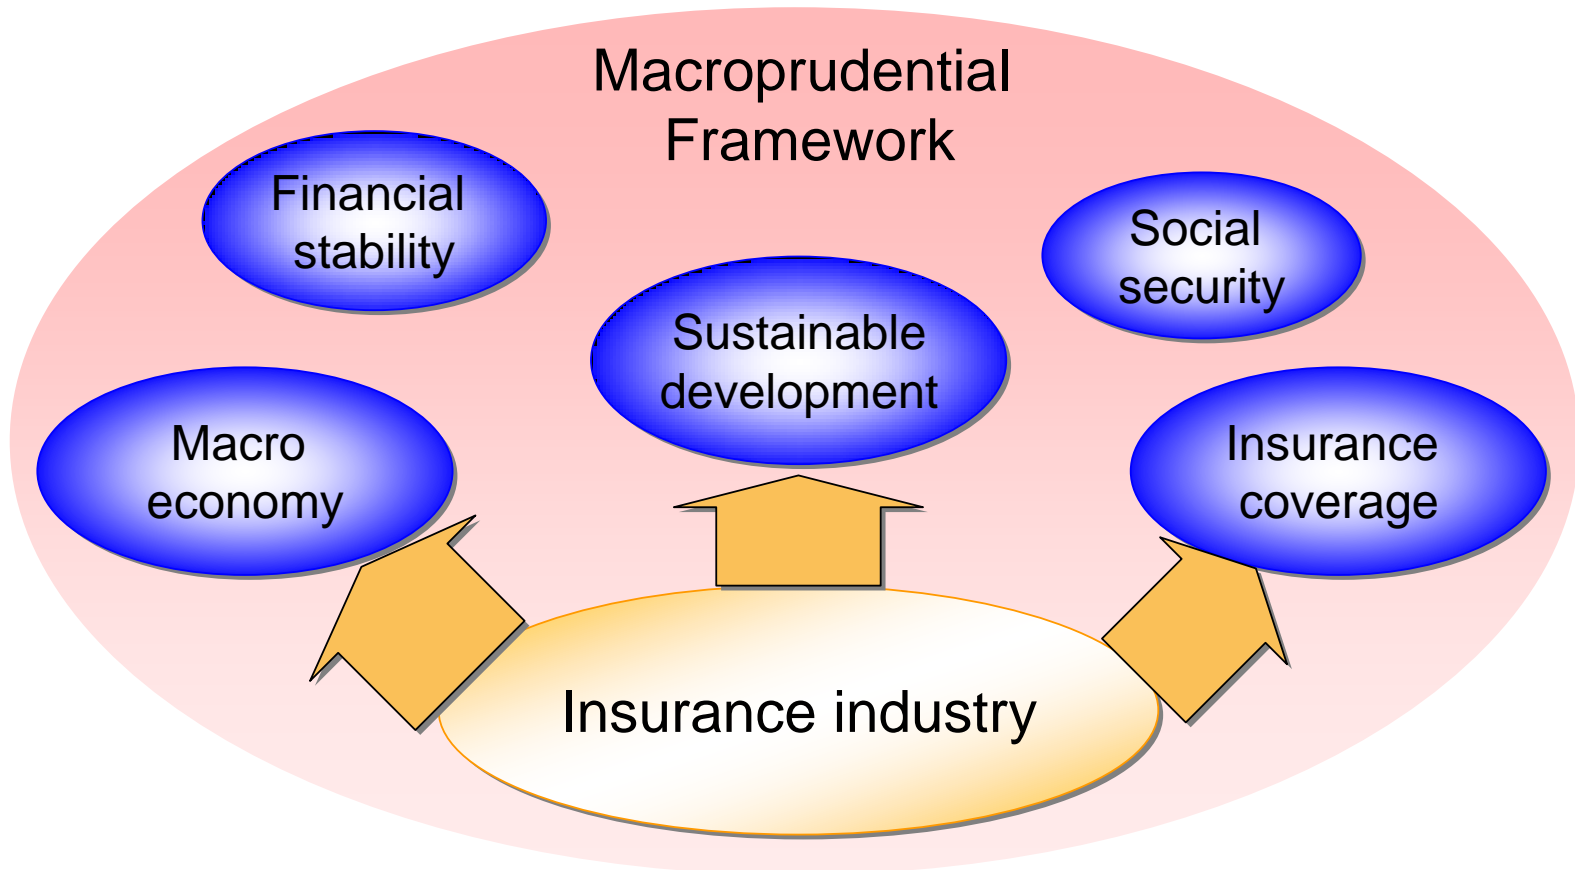 Macroprudential
Framework
Financial
stability
Social
security
Sustainable
development
Macro
economy
Insurance
coverage
Insurance industry